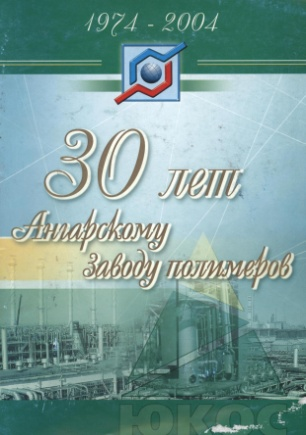 1974 - 2004
30 лет
Ангарскому
заводу полимеров
ЮКОС